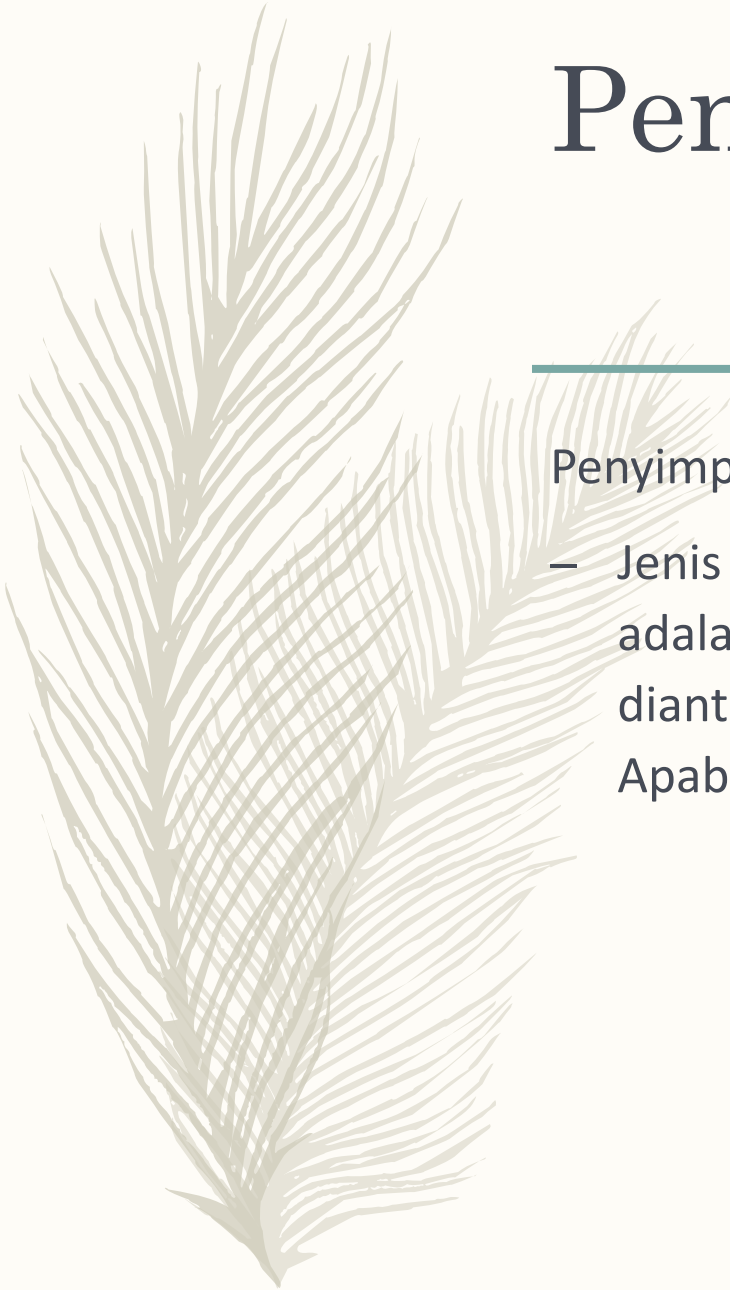 Pen
Penyimp
– Jenis
adala
diant
Apab